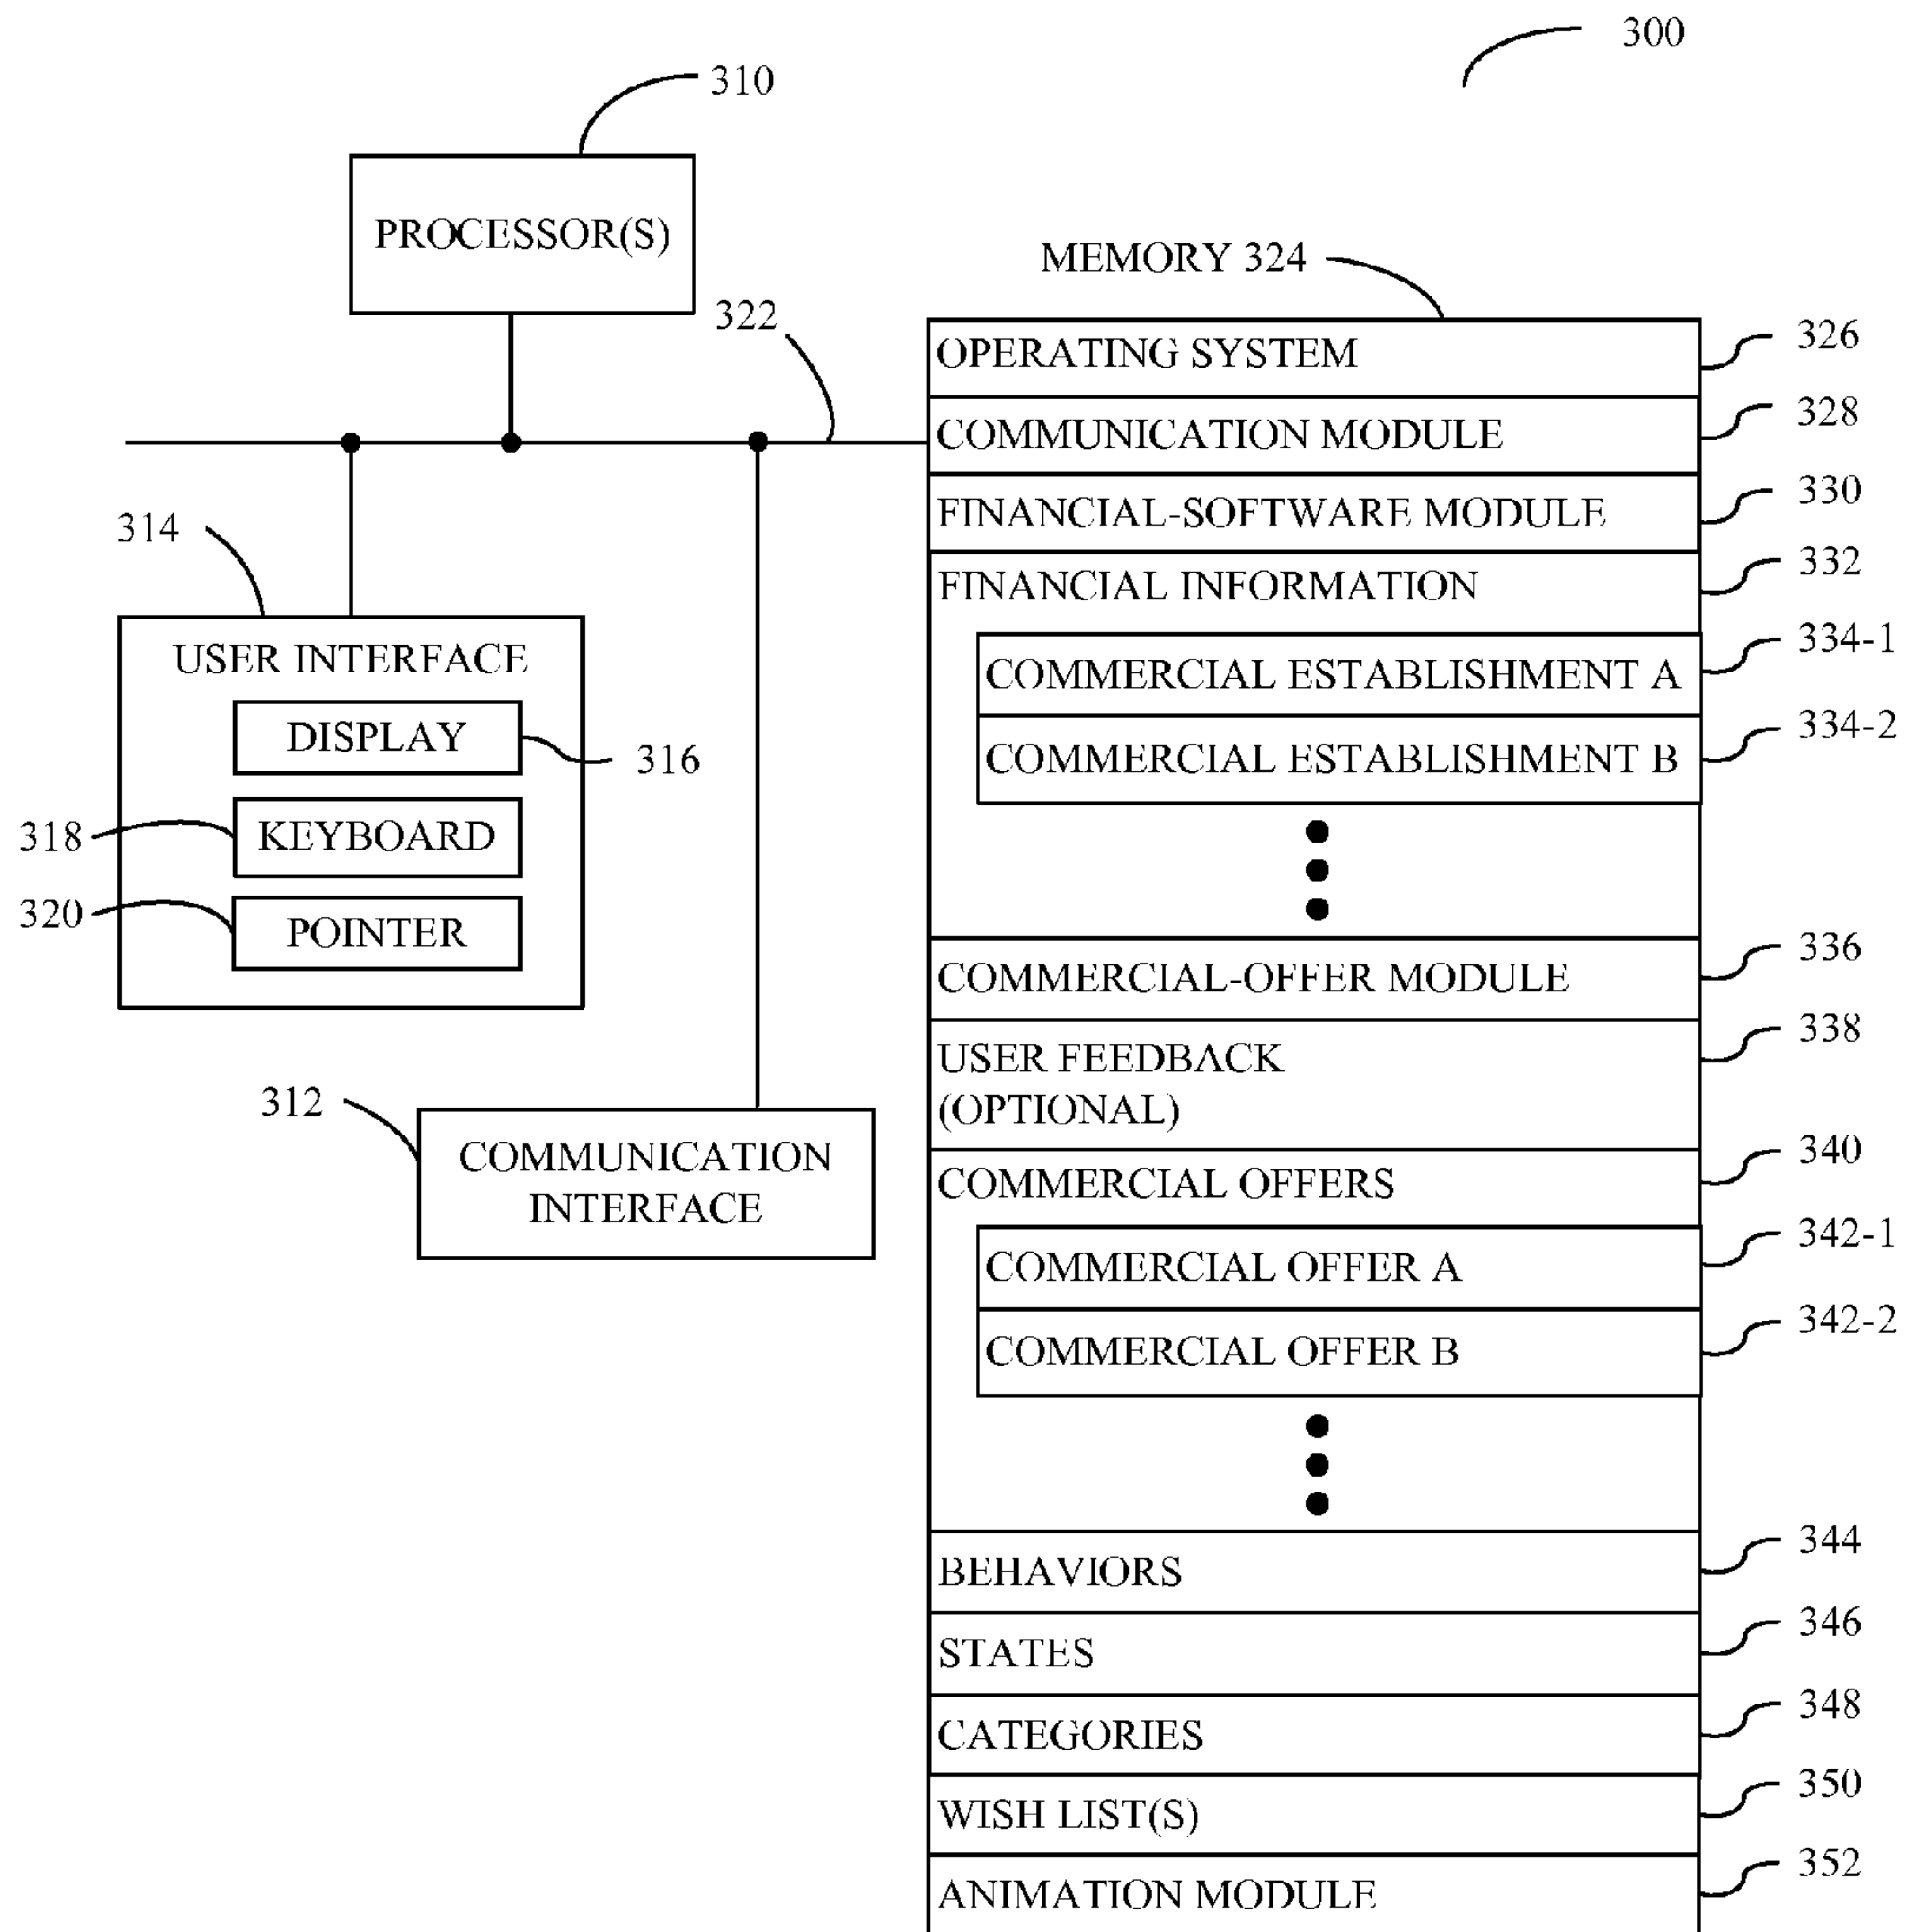 300
310
PROCESSOR(S)
MEMORY 324
322
OPERATING SYSTEM
326
COMMUNICATION MODULE
328
FINANCIAL-SOFTWARE MODULE
330
FINANCIAL INFORMATION
332
COMMERCIAL ESTABLISHMENT A
334-1
COMMERCIAL ESTABLISHMENT B
334-2
314
USER INTERFACE
DISPLAY
316
318
KEYBOARD
320
POINTER
COMMERCIAL-OFFER MODULE
336
USER FEEDBACK
(OPTIONAL)
338
312
COMMUNICATION
INTERFACE
COMMERCIAL OFFERS
340
COMMERCIAL OFFER A
342-1
COMMERCIAL OFFER B
342-2
BEHAVIORS
344
STATES
346
CATEGORIES
348
WISH LIST(S)
350
ANIMATION MODULE
352